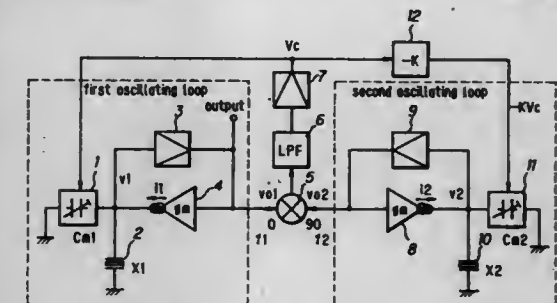 12
Vc
-K
7
first oscillating loop
output
second oscillating loop
3
6
9
-KVc
LPF
1
v1
i1
4
5
11
gm
vo1
vo2
gm
i2
v2
0
90
Cm1
2
11
12
8
10
Cm2
X1
X2